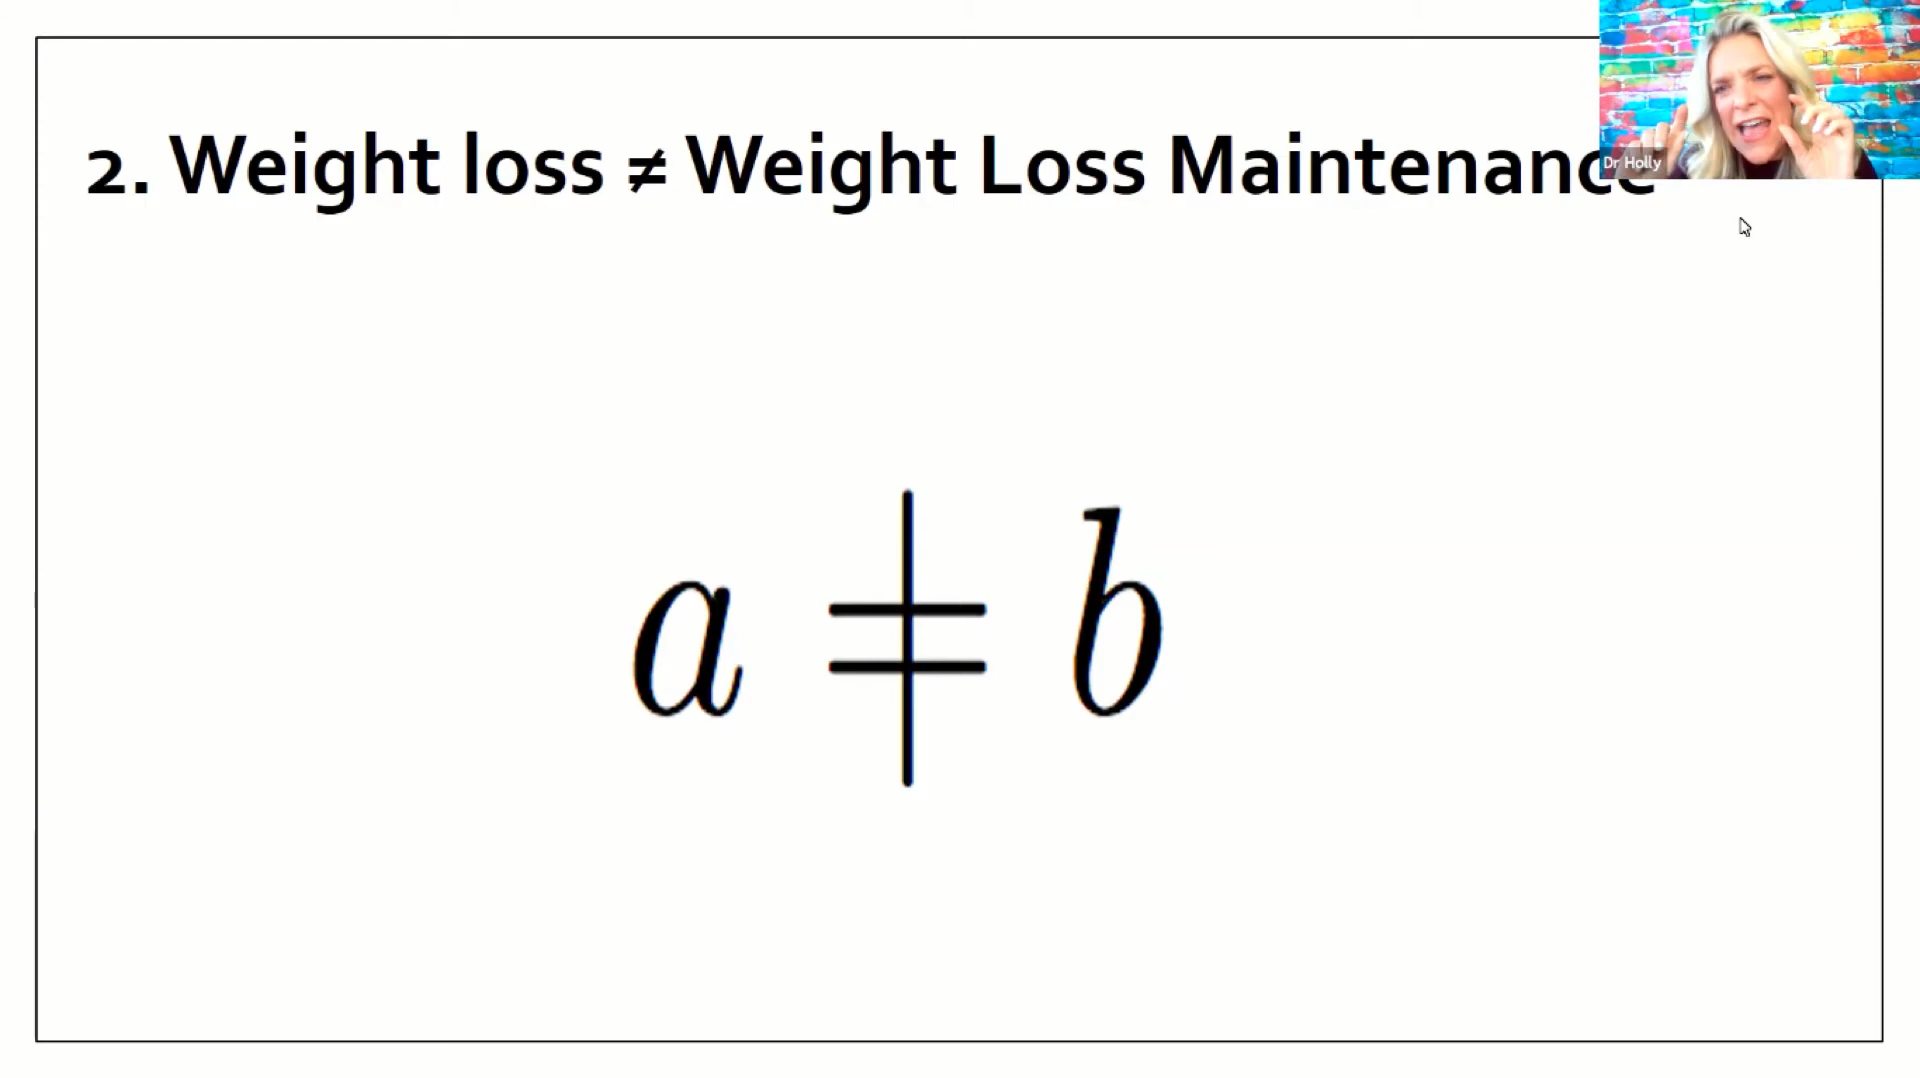 2. Weight loss ≠ Weight Loss Maintenance
Dr Holly
a ≠ b